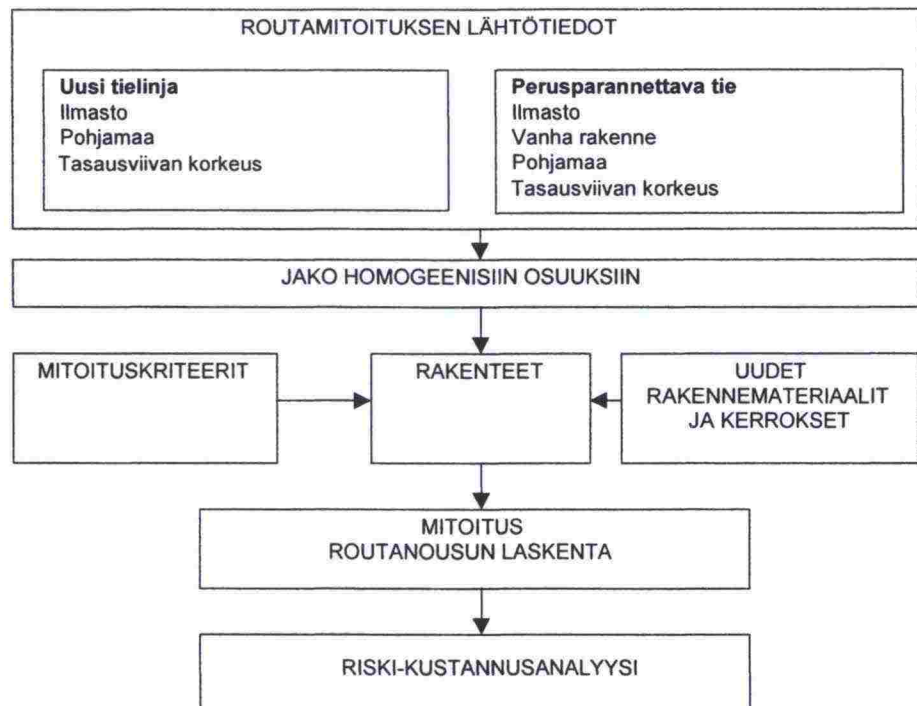 ROUTAMITOITUKSEN LÄHTÖTIEDOT
Uusi tielinja
Ilmasto
Pohjamaa
Tasausviivan korkeus
Perusparannettava tie
Ilmasto
Vanha rakenne
Pohjamaa
Tasausviivan korkeus
JAKO HOMOGEENISIIN OSUUKSIIN
MITOITUSKRITEERIT
RAKENTEET
UUDET
RAKENNEMATERIAALIT
JA KERROKSET
MITOITUS
ROUTANOUSUN LASKENTA
RISKI-KUSTANNUSANALYYSI